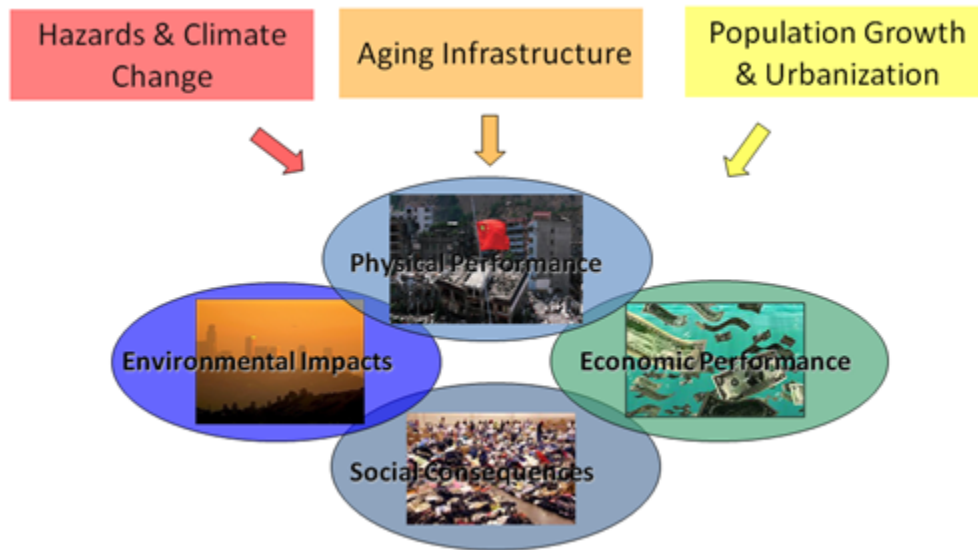 Hazards & Climate
Change
Aging Infrastructure
Population Growth
& Urbanization
Physical Performance
Environmental Impacts
Economic Performance
Social Consequences